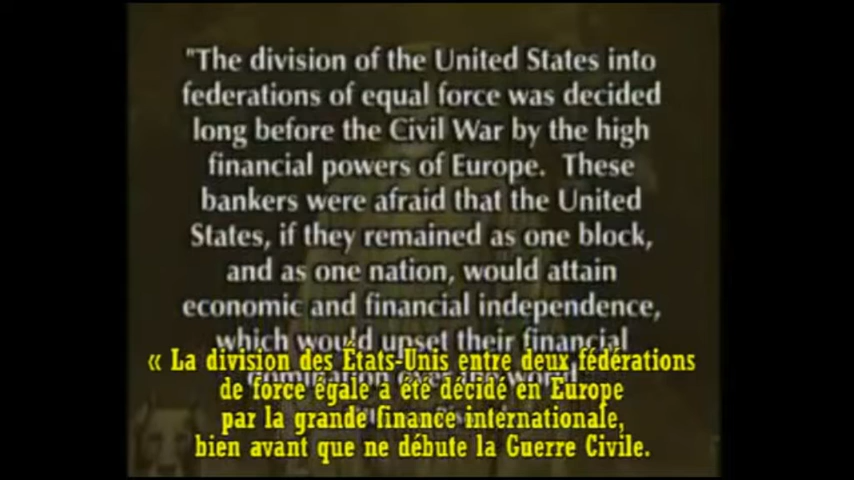 "The division of the United States into
federations of equal force was decided
long before the Civil War by the high
financial powers of Europe. These
bankers were afraid that the United
States, if they remained as one block,
and as one nation, would attain
economic and financial independence,
which would upset their financial
« La division des États-Unis entre deux fédérations
de force égale a été décidé en Europe
par la grande finance internationale,
bien avant que ne débute la Guerre Civile.